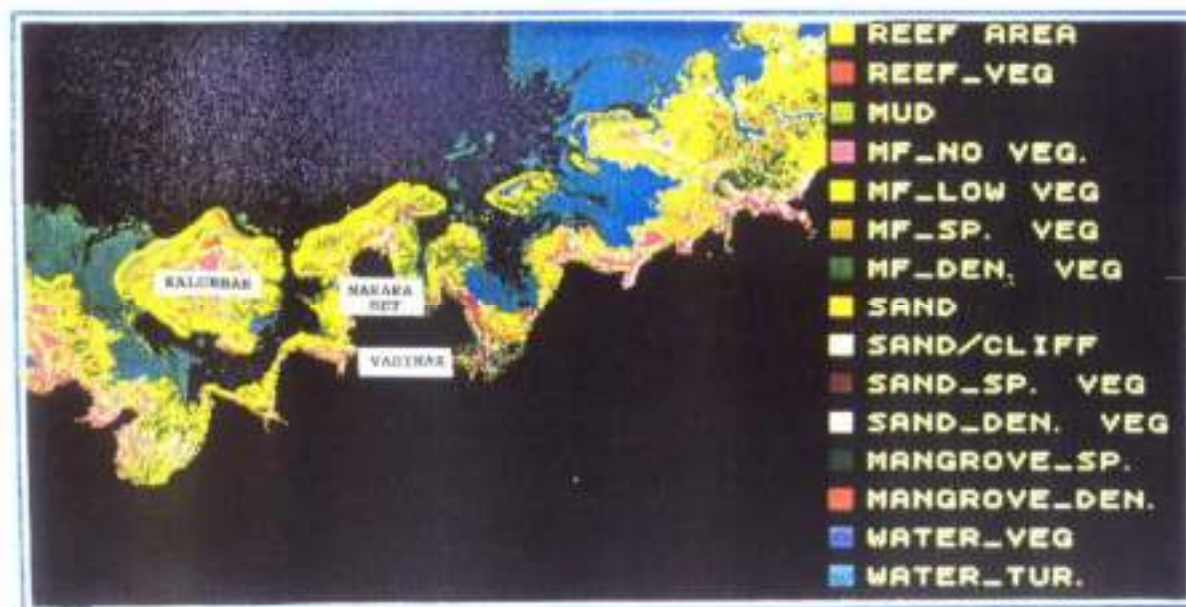 REEF AREA
REEF_VEG
MUD
MF_NO VEG.
MF_LOW VEG
MF_SP. VEG
MF_DEN. VEG
SAND
SAND/CLIFF
SAND_SP. VEG
SAND_DEN. VEG
MANGROVE_SP.
MANGROVE_DEN.
WATER_VEG
WATER_TUR.
KALUBHAR
NARARA
BET
VADINAR